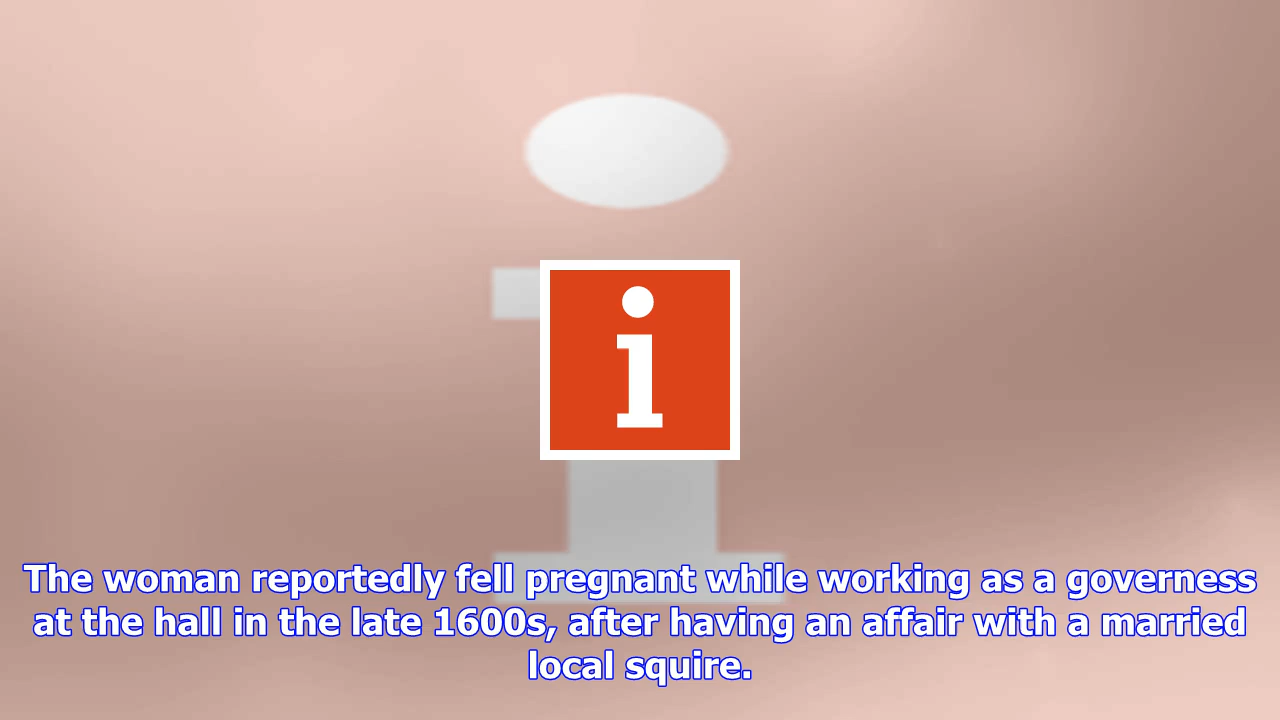 i
The woman reportedly fell pregnant while working as a governess
at the hall in the late 1600s, after having an affair with a married
local squire.